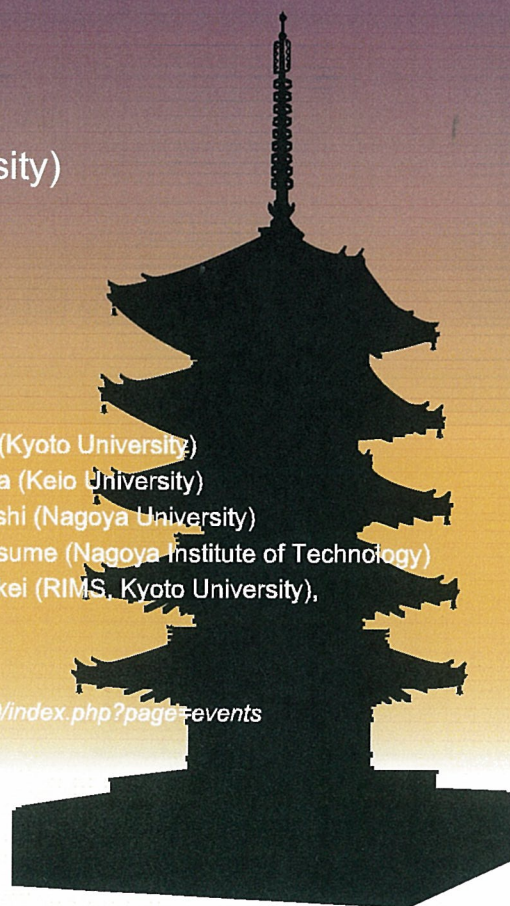 sity)
(Kyoto University)
a (Keio University)
shi (Nagoya University)
sume (Nagoya Institute of Technology)
kei (RIMS, Kyoto University),
/index.php?page=events